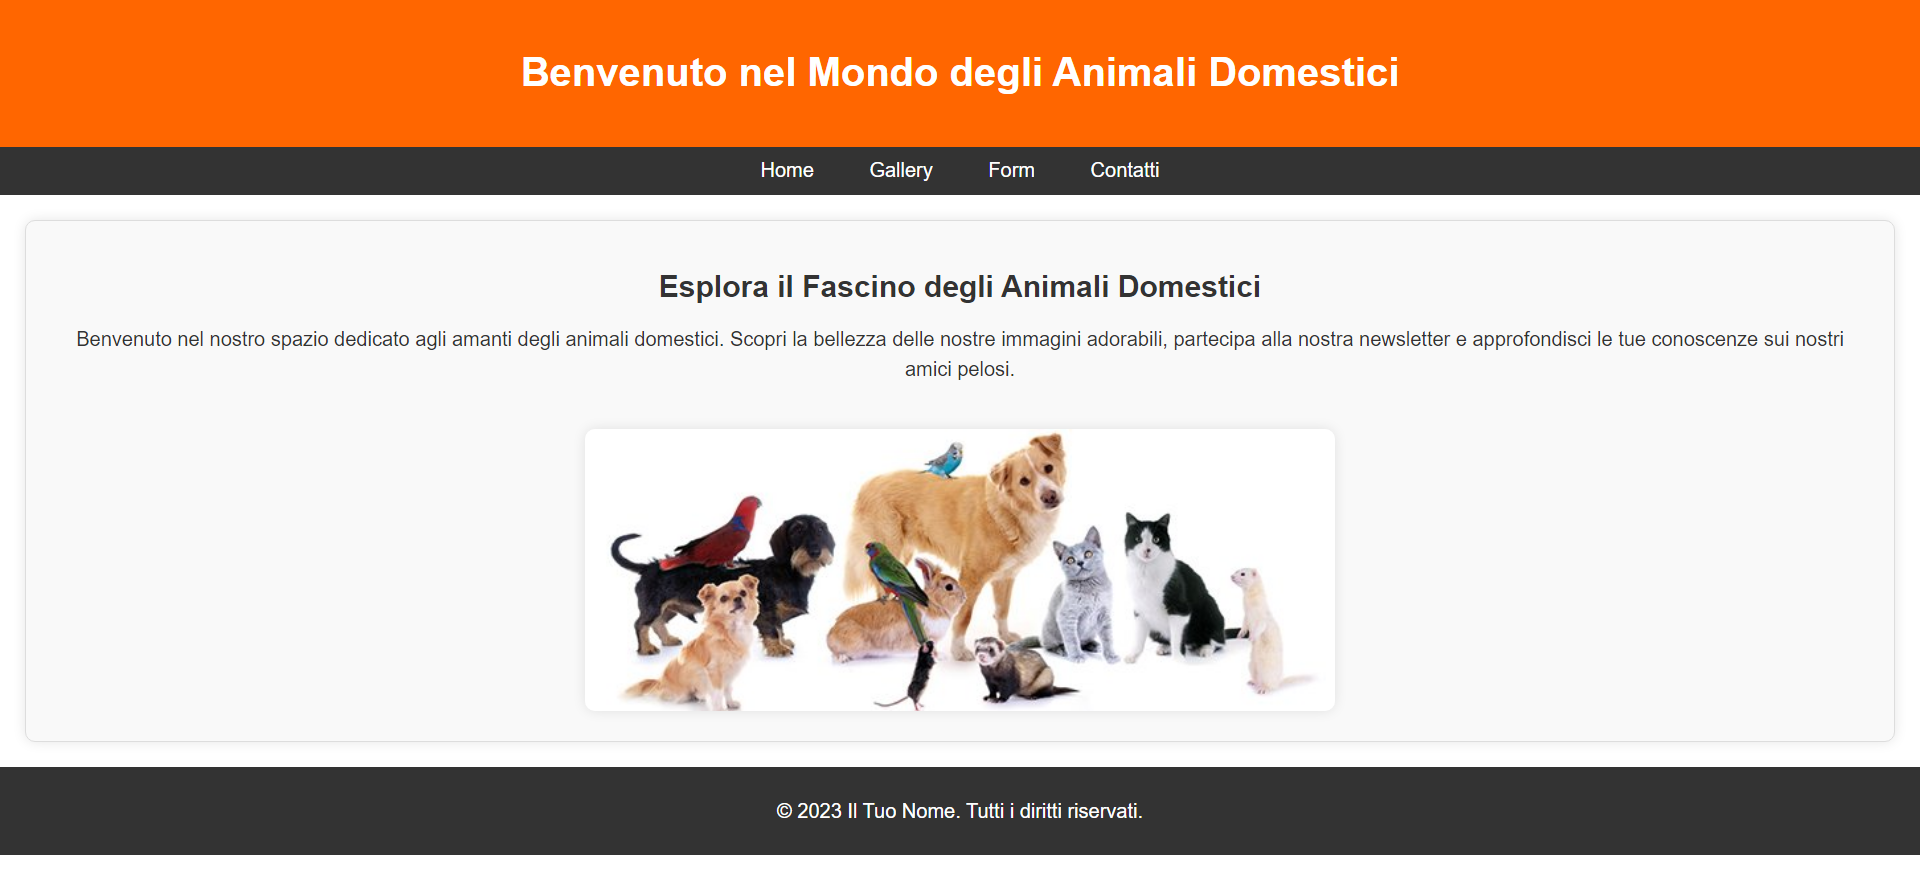 Benvenuto nel Mondo degli Animali Domestici
Home Gallery Form Contatti
Esplora il Fascino degli Animali Domestici
Benvenuto nel nostro spazio dedicato agli amanti degli animali domestici. Scopri la bellezza delle nostre immagini adorabili, partecipa alla nostra newsletter e approfondisci le tue conoscenze sui nostri
amici pelosi.
© 2023 Il Tuo Nome. Tutti i diritti riservati.